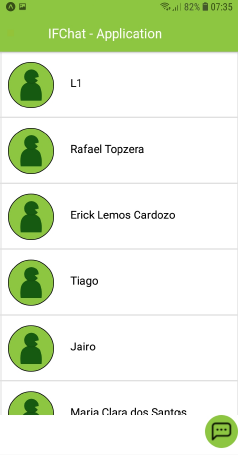 82% 07:35
IFChat - Application
L1
Rafael Topzera
Erick Lemos Cardozo
Tiago
Jairo
Maria Clara dos Santos